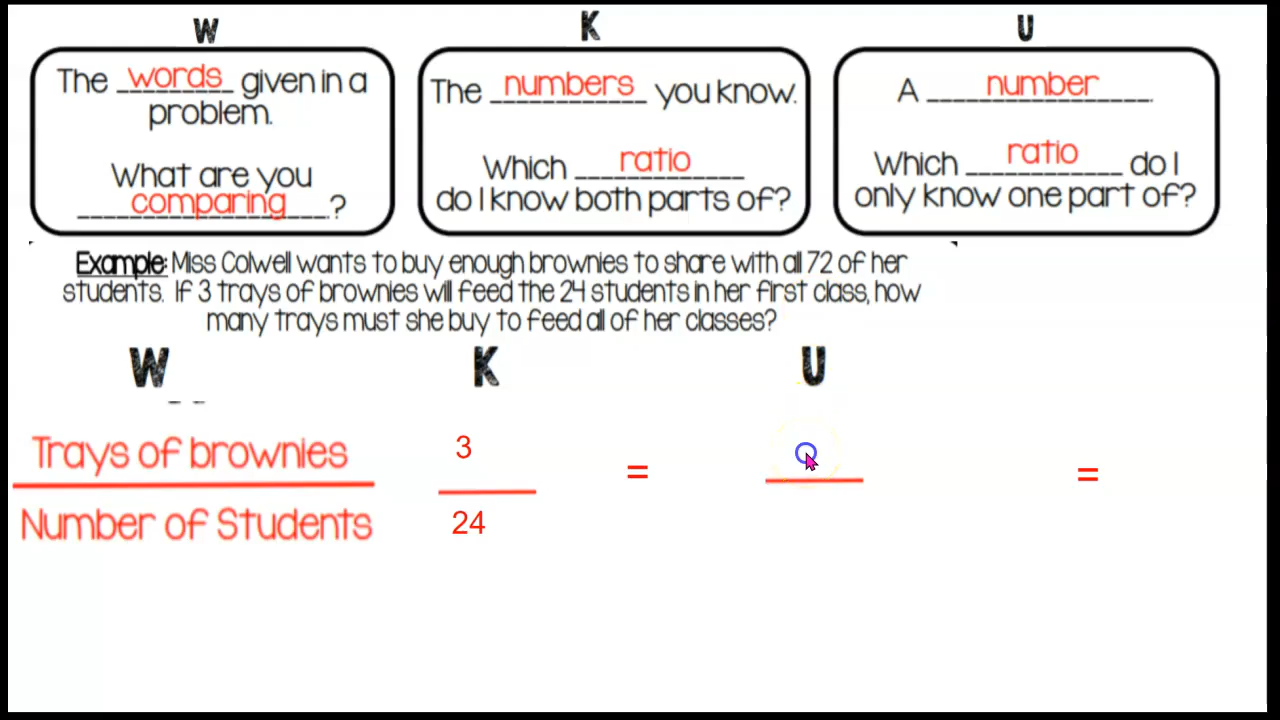 W K U
The words given in a
problem.
What are you
comparing?
The numbers you know.
Which ratio
do I know both parts of?
A number.
Which ratio do I
only know one part of?
Example: Miss Colwell wants to buy enough brownies to share with all 72 of her
students. If 3 trays of brownies will feed the 24 students in her first class, how
many trays must she buy to feed all of her classes?
W K U
Trays of brownies
Number of Students
3
24
=
=